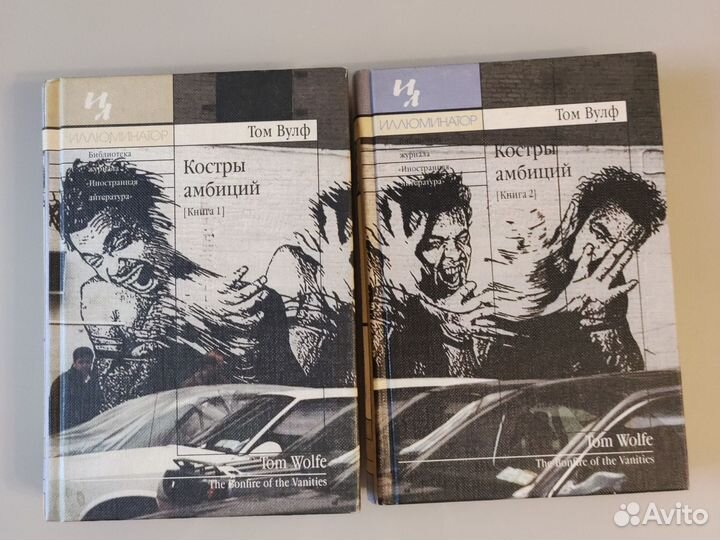 ИЛ
ИЛЛЮМИНАТОР
Том Вулф
Библиотека
журнала
«Иностранная
литература»
Костры
амбиций
[Книга 1]
Tom Wolfe
The Bonfire of the Vanities
ИЛ
ИЛЛЮМИНАТОР
Том Вулф
журнала
«Иностранная
литература»
Костры
амбиций
[Книга 2]
Tom Wolfe
The Bonfire of the Vanities
Avito